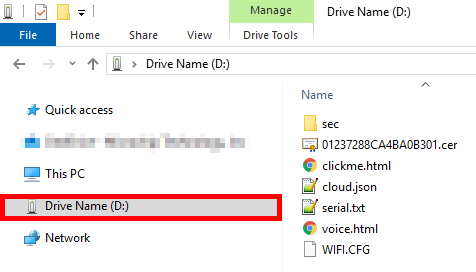 Manage
Drive Name (D:)
File
Home
Share
View
Drive Tools
Drive Name (D:)
Quick access
This PC
Drive Name (D:)
Network
Name
sec
01237288CA4BA0B301.cer
clickme.html
cloud.json
serial.txt
voice.html
WIFI.CFG